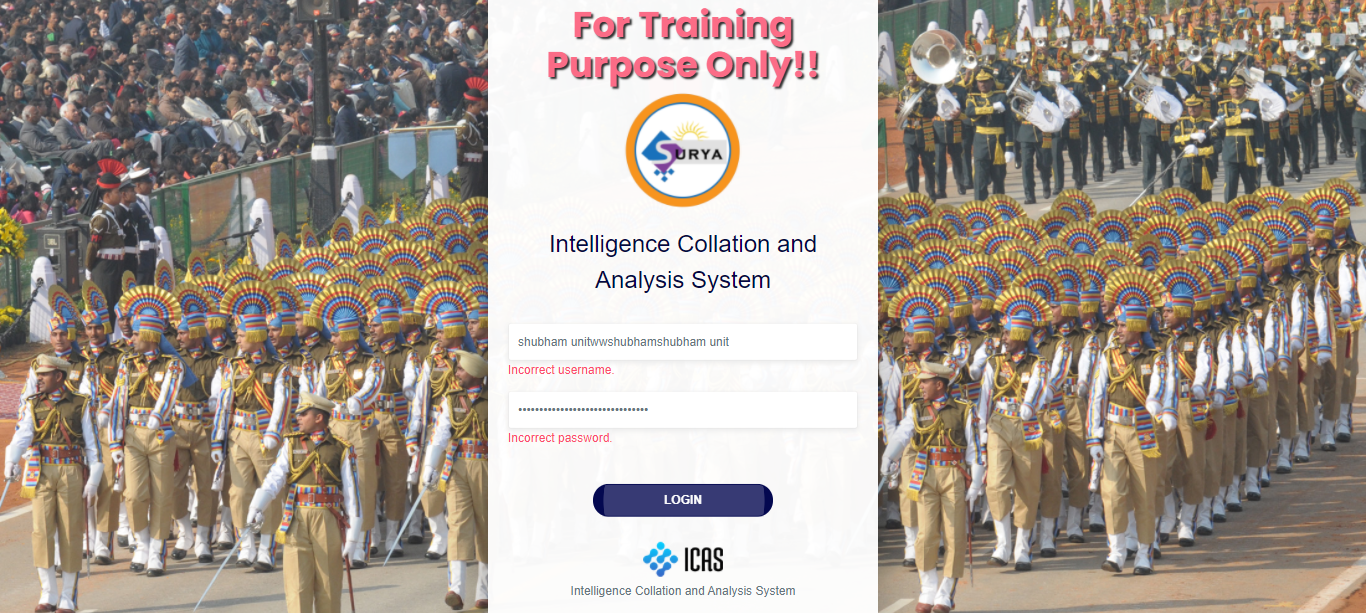 For Training
Purpose Only!!
SURYA
Intelligence Collation and
Analysis System
shubham unitwwshubhamshubham unit
Incorrect username.
•••••••••••••••••••••••••••••••
Incorrect password.
LOGIN
ICAS
Intelligence Collation and Analysis System